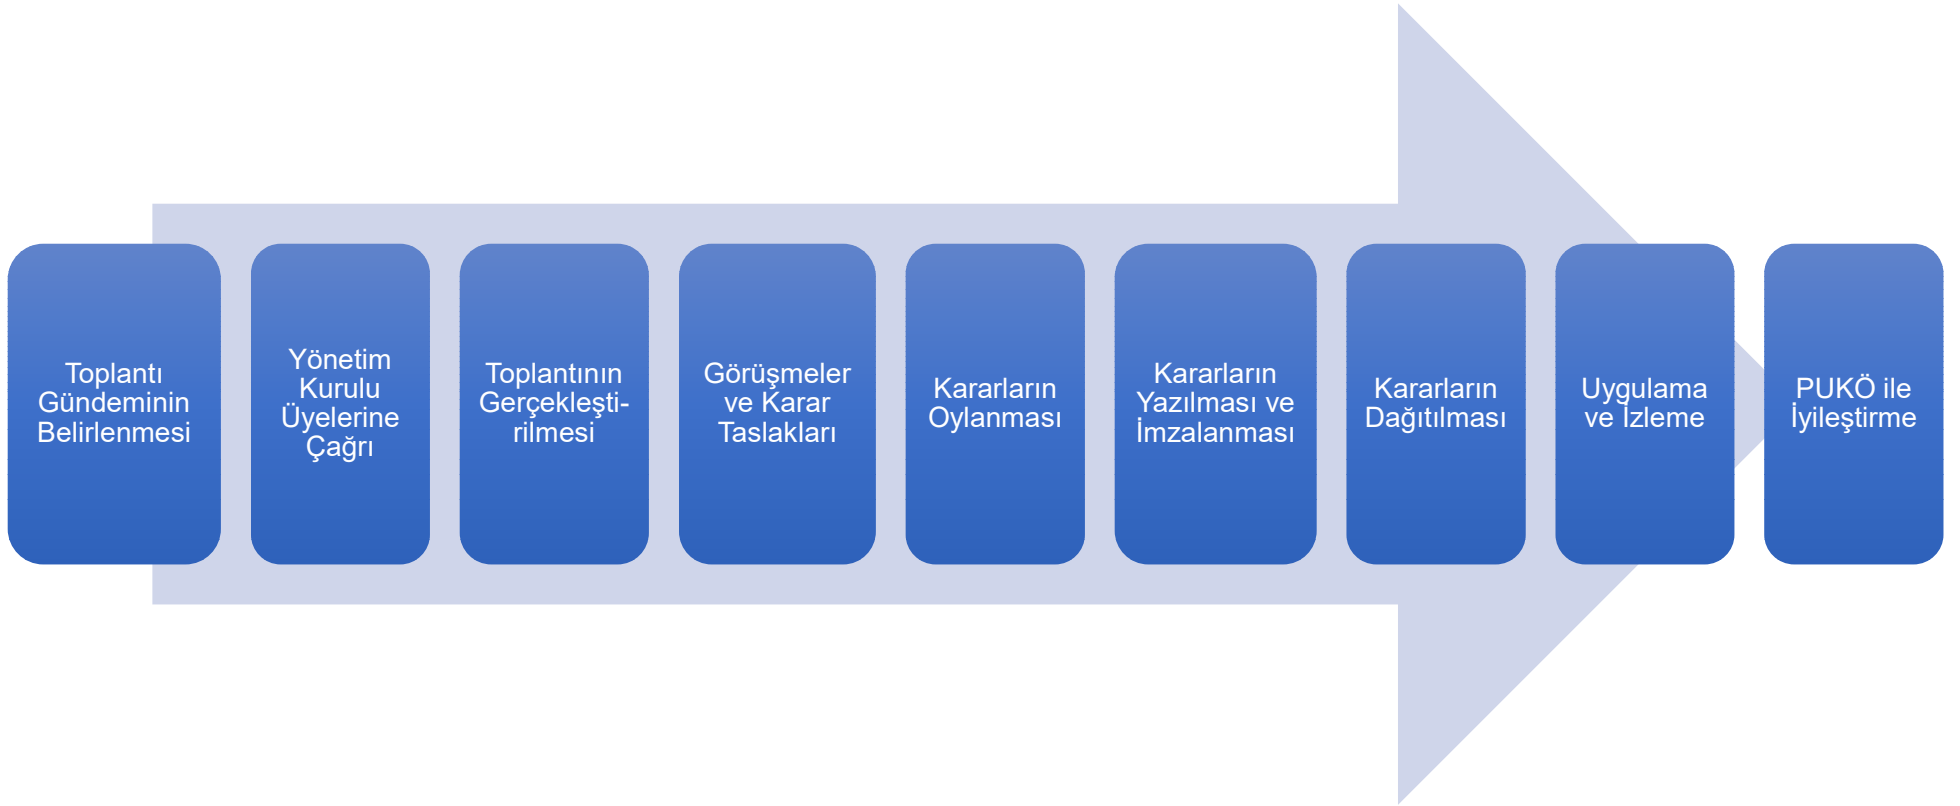 Toplantı
Gündeminin
Belirlenmesi
Yönetim
Kurulu
Üyelerine
Çağrı
Toplantının
Gerçekleşti-
rilmesi
Görüşmeler
ve Karar
Taslakları
Kararların
Oylanması
Kararların
Yazılması ve
İmzalanması
Kararların
Dağıtılması
Uygulama
ve İzleme
PUKÖ ile
İyileştirme